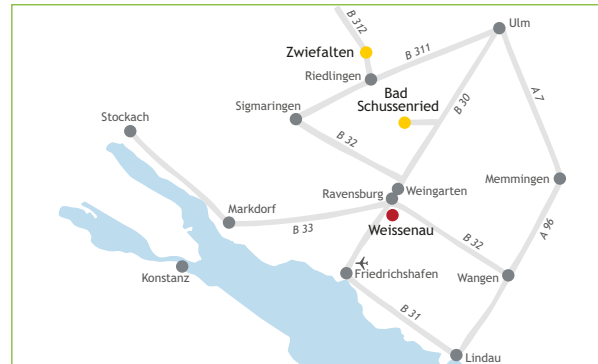 B 312
Ulm
Zwiefalten
B 311
Riedlingen
A 7
Bad
Schussenried
B 30
Sigmaringen
Stockach
B 32
Memmingen
Ravensburg
Weingarten
Markdorf
B 33
Weissenau
A 96
B 32
Konstanz
Friedrichshafen
Wangen
B 31
Lindau